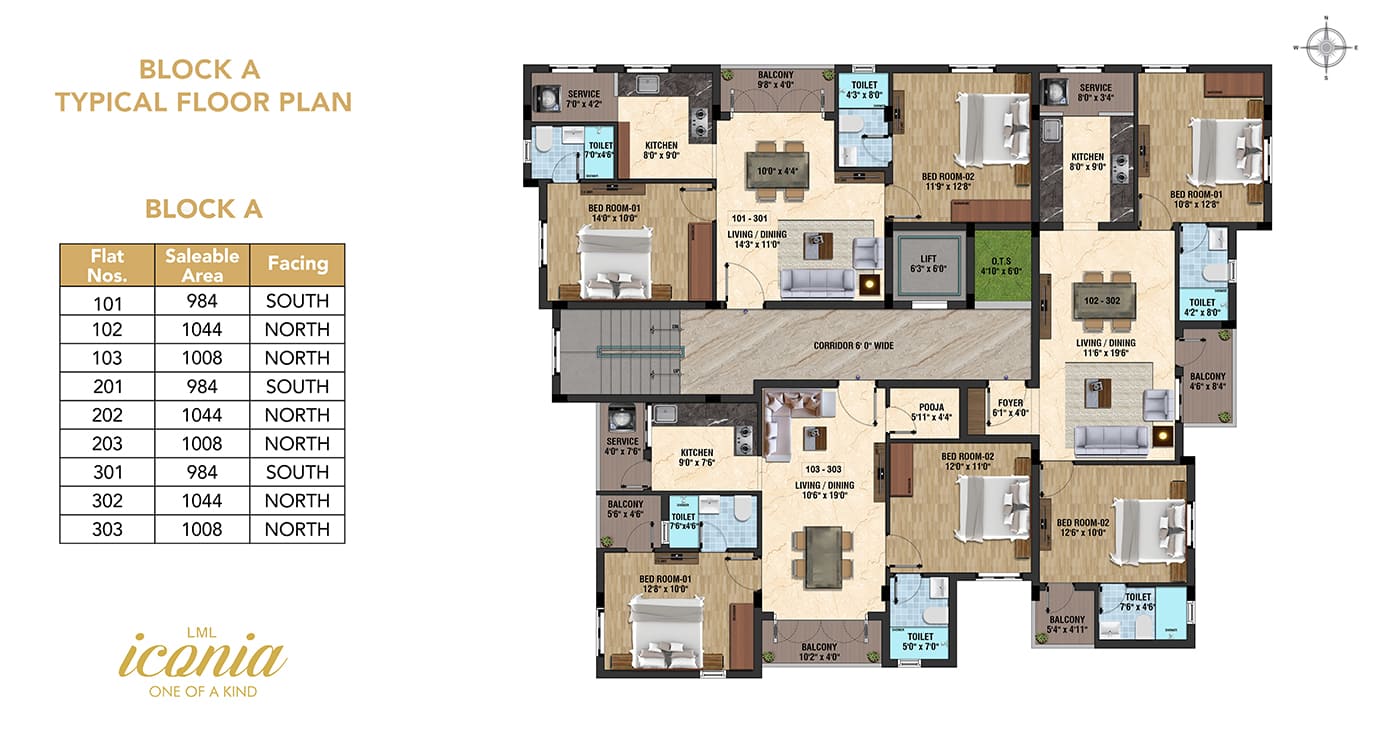 BLOCK A
TYPICAL FLOOR PLAN
BLOCK A
Flat Nos. Saleable Area Facing
101 984 SOUTH
102 1044 NORTH
103 1008 NORTH
201 984 SOUTH
202 1044 NORTH
203 1008 NORTH
301 984 SOUTH
302 1044 NORTH
303 1008 NORTH
LML
iconia
ONE OF A KIND
N
W
E
S
SERVICE
7'0" x 4'2"
TOILET
7'0"x4'6"
KITCHEN
8'0" x 9'0"
BALCONY
9'8" x 4'0"
10'0" x 4'4"
TOILET
4'3" x 8'0"
BED ROOM-02
11'9" x 12'8"
BED ROOM-01
14'0" x 10'0"
101 - 301
LIVING / DINING
14'3" x 11'0"
LIFT
6'3" x 6'0"
O.T.S
4'10" x 6'0"
SERVICE
8'0" x 3'4"
KITCHEN
8'0" x 9'0"
BED ROOM-01
10'8" x 12'8"
TOILET
4'2" x 8'0"
102 - 302
LIVING / DINING
11'6" x 19'6"
BALCONY
4'6" x 8'4"
CORRIDOR 6' 0" WIDE
FOYER
6'1" x 4'0"
POOJA
5'11" x 4'4"
SERVICE
4'0" x 7'6"
KITCHEN
9'0" x 7'6"
103 - 303
LIVING / DINING
10'6" x 19'0"
BED ROOM-02
12'0" x 11'0"
BED ROOM-02
12'6" x 10'0"
BALCONY
5'6" x 4'6"
TOILET
7'6"x4'6"
BED ROOM-01
12'8" x 10'0"
BALCONY
10'2" x 4'0"
TOILET
5'0" x 7'0"
BALCONY
5'4" x 4'11"
TOILET
7'6" x 4'6"